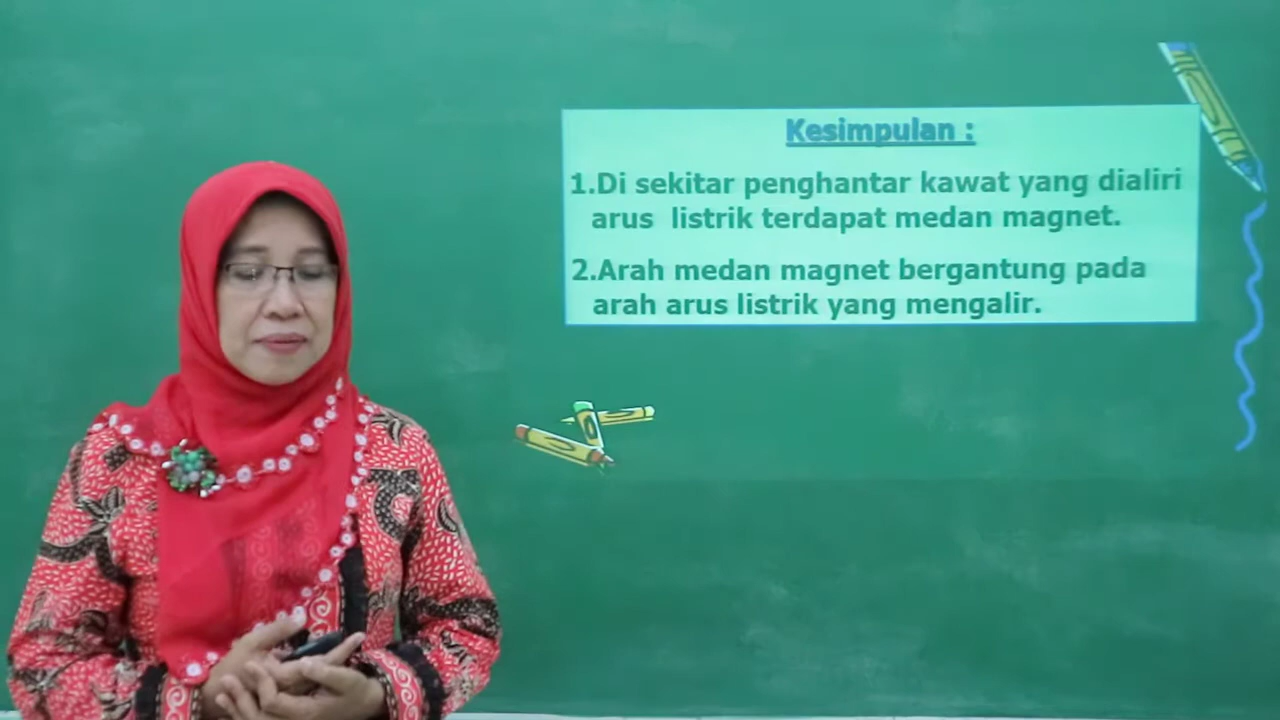 Kesimpulan :
1.Di sekitar penghantar kawat yang dialiri
arus listrik terdapat medan magnet.
2.Arah medan magnet bergantung pada
arah arus listrik yang mengalir.